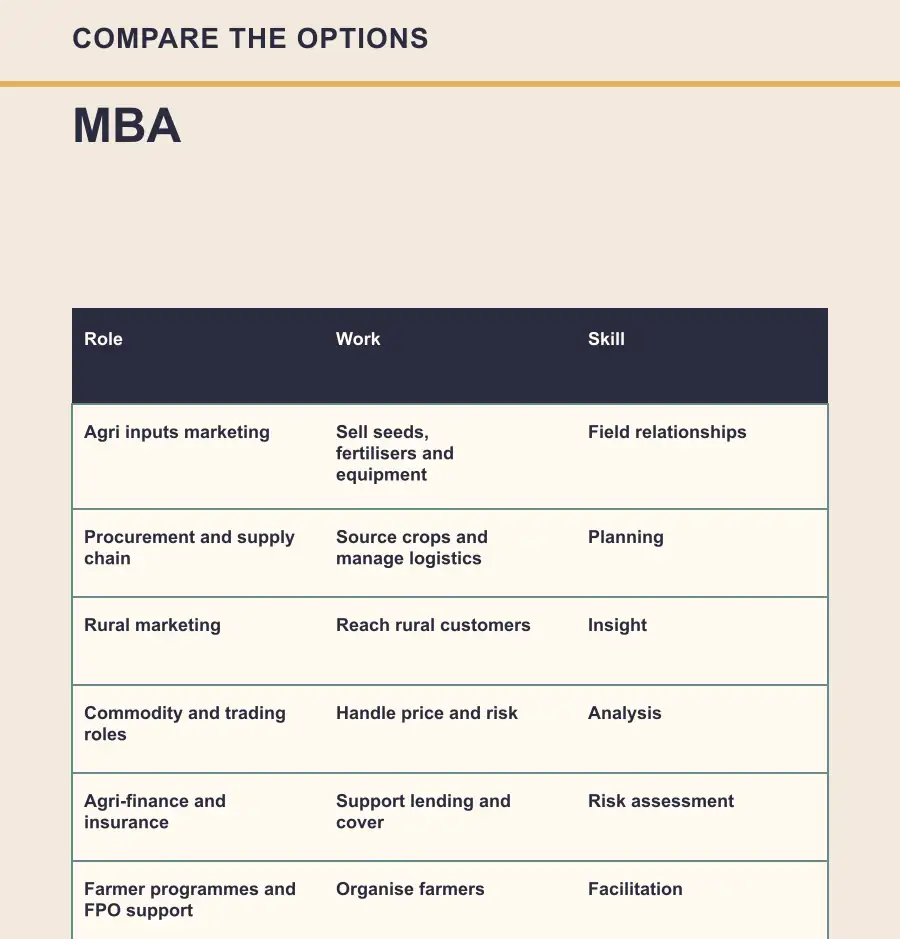 COMPARE THE OPTIONS
MBA
Role
Work
Skill
Agri inputs marketing
Sell seeds,
fertilisers and
equipment
Field relationships
Procurement and supply
chain
Source crops and
manage logistics
Planning
Rural marketing
Reach rural customers
Insight
Commodity and trading
roles
Handle price and risk
Analysis
Agri-finance and
insurance
Support lending and
cover
Risk assessment
Farmer programmes and
FPO support
Organise farmers
Facilitation